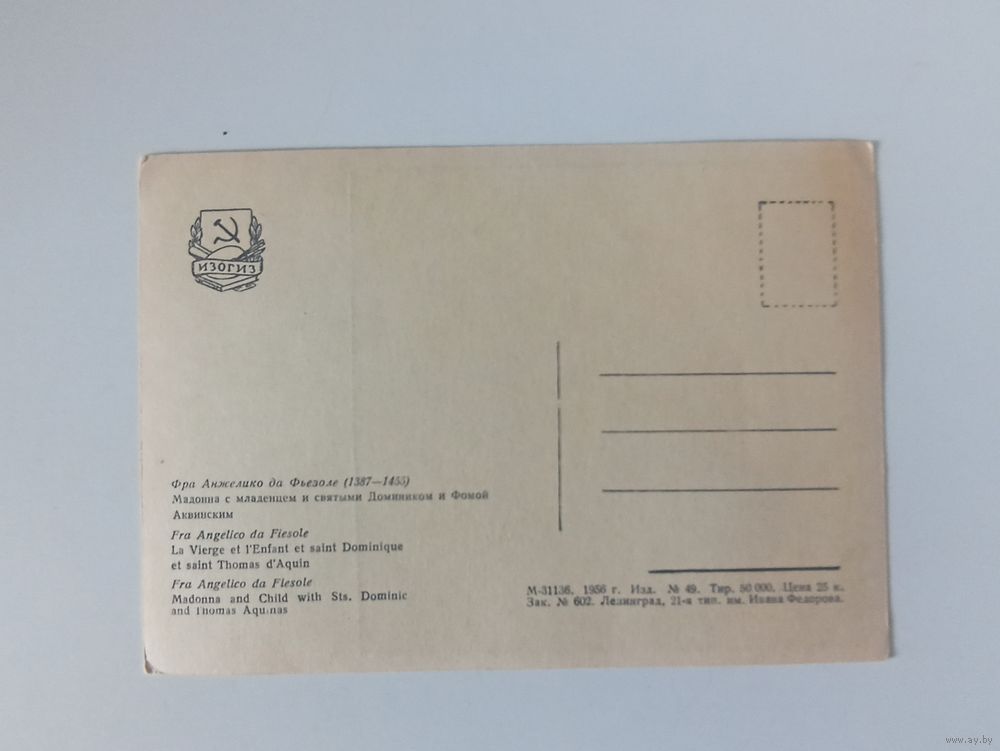 ИЗОГИЗ
Фра Анжелико да Фьезоле (1387—1455)
Мадонна с младенцем и святыми Домиником и Фомой
Аквинским
Fra Angelico da Fiesole
La Vierge et l'Enfant et saint Dominique
et saint Thomas d'Aquin
Fra Angelico da Fiesole
Madonna and Child with Sts. Dominic
and Thomas Aquinas
М-31136. 1956 г. Изд. № 49. Тир. 50 000. Цена 25 к.
Зак. № 602. Ленинград, 21-я тип. им. Ивана Федорова.
www.ay.by